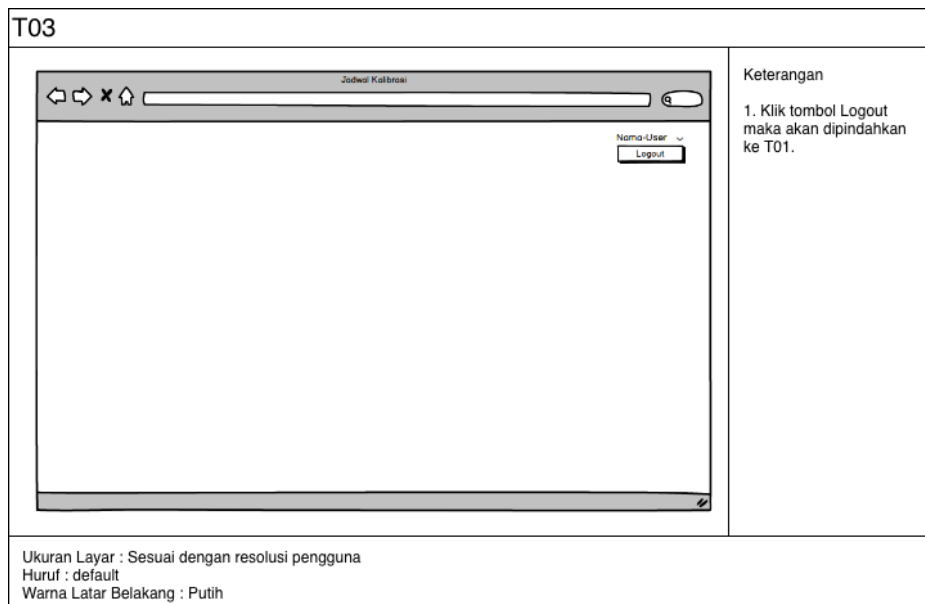 T03
Jadwal Kalibrasi
Nama-User
Logout
Keterangan
1. Klik tombol Logout
maka akan dipindahkan
ke T01.
Ukuran Layar : Sesuai dengan resolusi pengguna
Huruf : default
Warna Latar Belakang : Putih